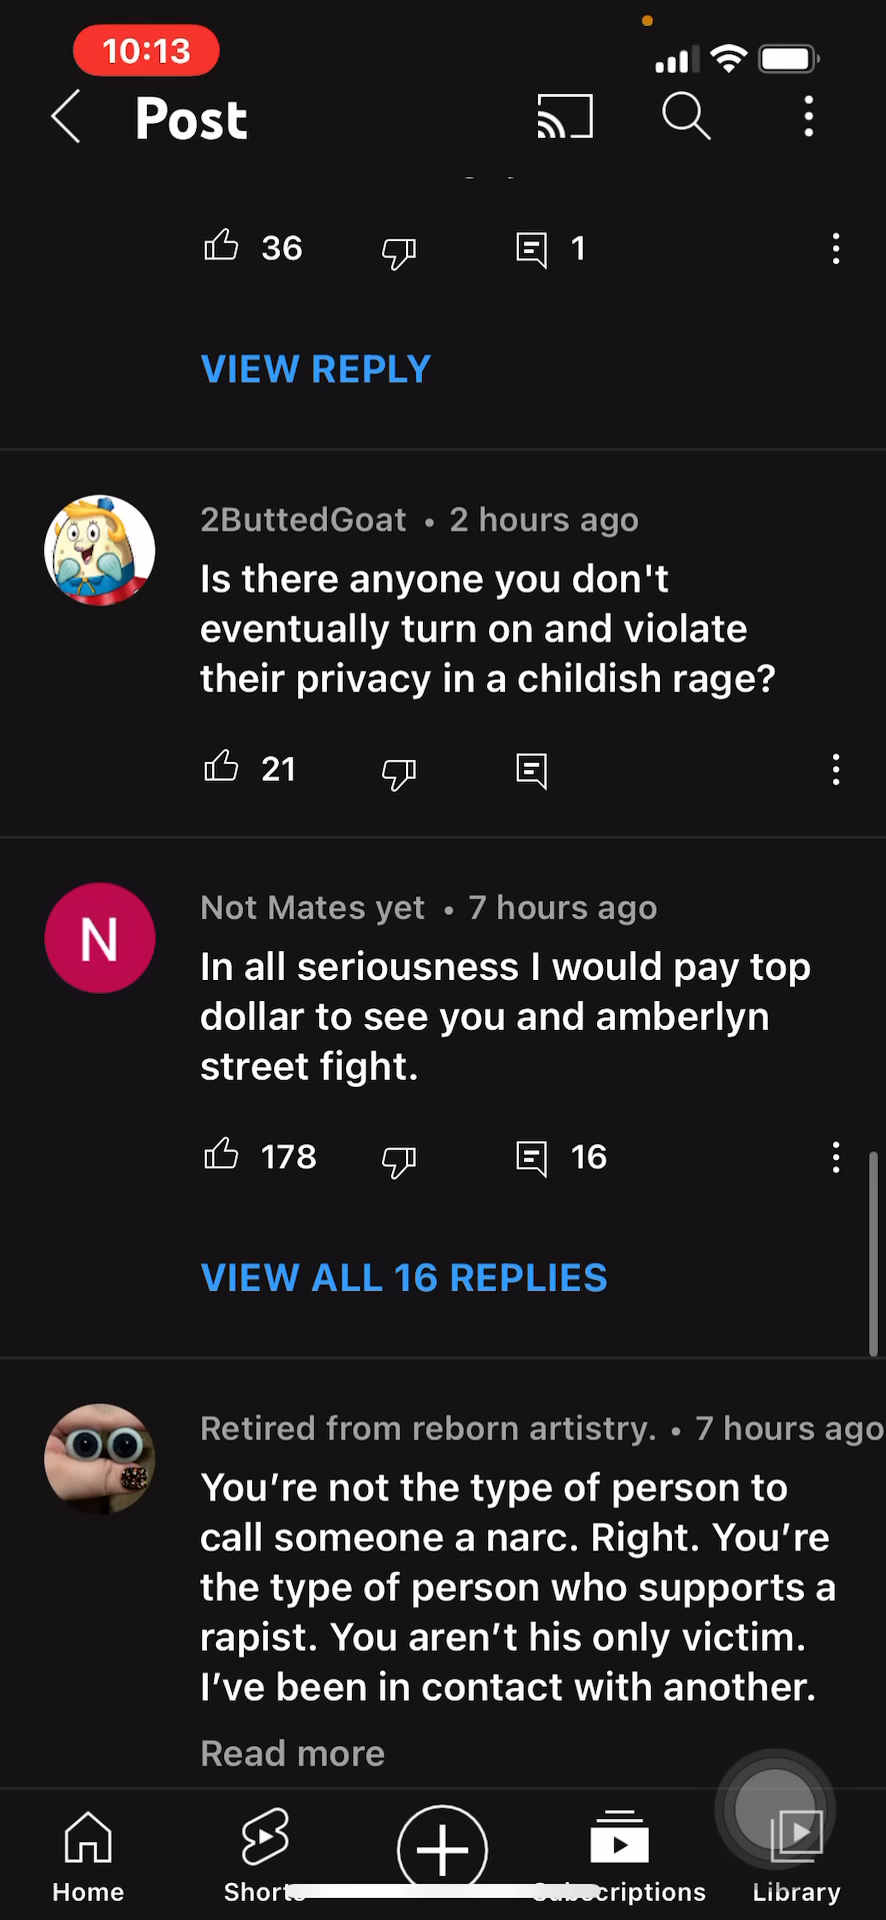 10:13
Post
36
1
VIEW REPLY
2ButtedGoat • 2 hours ago
Is there anyone you don't
eventually turn on and violate
their privacy in a childish rage?
21
N
Not Mates yet • 7 hours ago
In all seriousness I would pay top
dollar to see you and amberlyn
street fight.
178
16
VIEW ALL 16 REPLIES
Retired from reborn artistry. • 7 hours ago
You’re not the type of person to
call someone a narc. Right. You’re
the type of person who supports a
rapist. You aren’t his only victim.
I’ve been in contact with another.
Read more
Home
Shorts
Subscriptions
Library